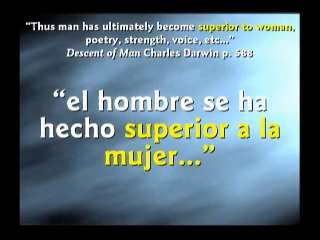 “Thus man has ultimately become superior to woman,
poetry, strength, voice, etc...”
Descent of Man Charles Darwin p. 588
“el hombre se ha
hecho superior a la
mujer...”